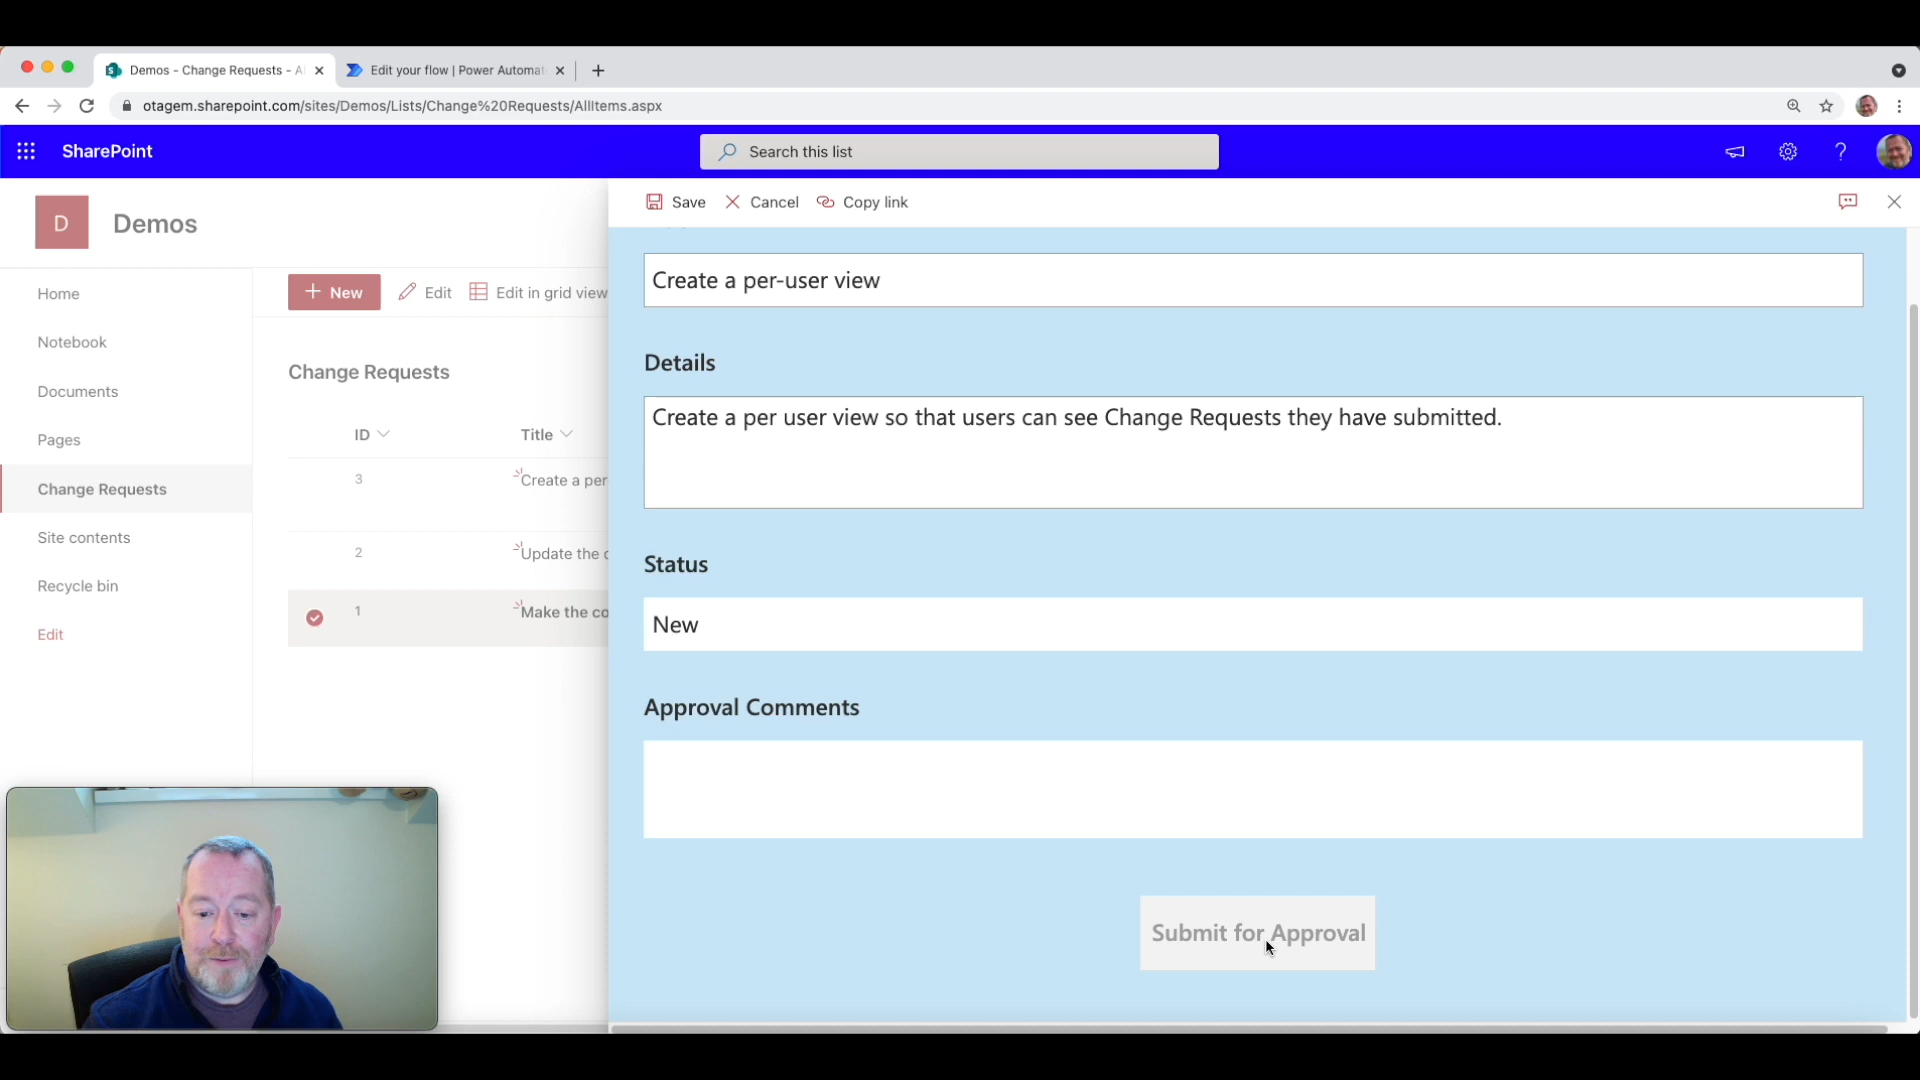 Demos - Change Requests - Al
Edit your flow | Power Automat
otagem.sharepoint.com/sites/Demos/Lists/Change%20Requests/AllItems.aspx
SharePoint
Search this list
Save
Cancel
Copy link
D
Demos
Home
Notebook
Documents
Pages
Change Requests
Site contents
Recycle bin
Edit
New
Edit
Edit in grid view
Change Requests
ID
Title
3
Create a per
2
Update the
1
Make the co
Create a per-user view
Details
Create a per user view so that users can see Change Requests they have submitted.
Status
New
Approval Comments
Submit for Approval